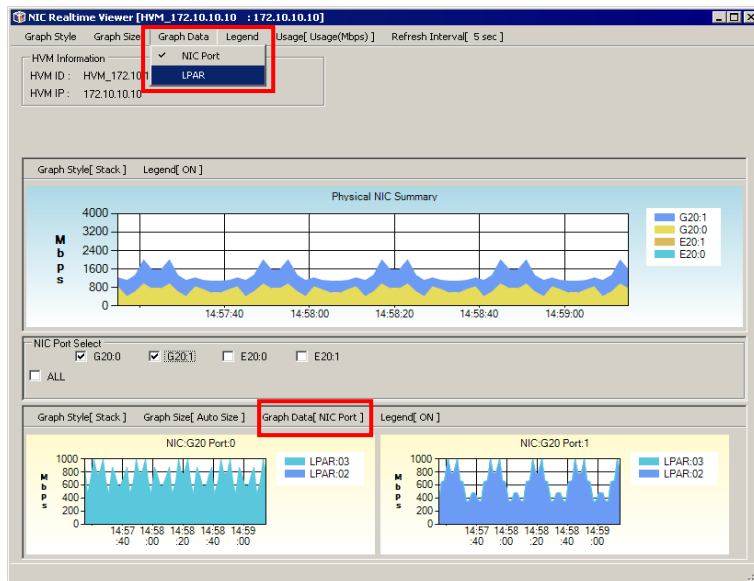 NIC Realtime Viewer [HVM_172.10.10.10 : 172.10.10.10]
Graph Style Graph Size Graph Data Legend Usage[ Usage(Mbps) ] Refresh Interval[ 5 sec ]
NIC Port
LPAR
HVM Information
HVM ID : HVM_172.10.1
HVM IP : 172.10.10.10
Graph Style[ Stack ] Legend[ ON ]
Physical NIC Summary
Mbps
4000
3200
2400
1600
800
0
14:57:40 14:58:00 14:58:20 14:58:40 14:59:00
G20:1
G20:0
E20:1
E20:0
NIC Port Select
G20:0 G20:1 E20:0 E20:1
ALL
Graph Style[ Stack ] Graph Size[ Auto Size ] Graph Data[ NIC Port ] Legend[ ON ]
NIC:G20 Port:0
Mbps
1000
800
600
400
200
0
14:57:40 14:58:00 14:58:20 14:58:40 14:59:00
LPAR:03
LPAR:02
NIC:G20 Port:1
Mbps
1000
800
600
400
200
0
14:57:40 14:58:00 14:58:20 14:58:40 14:59:00
LPAR:03
LPAR:02